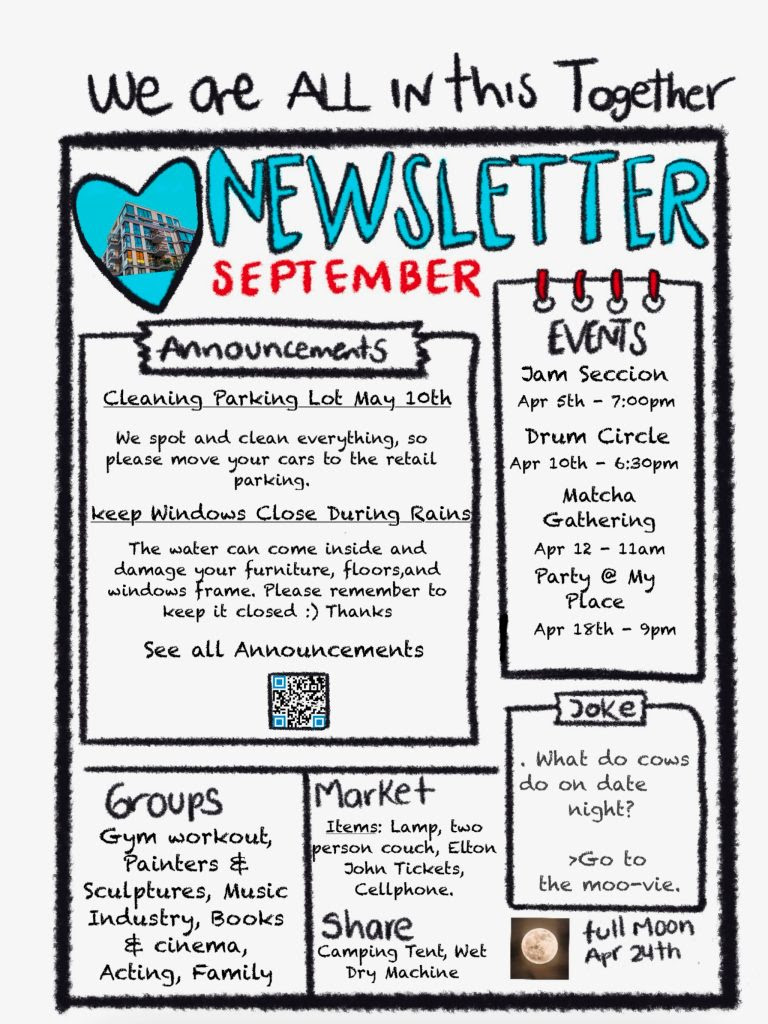 We are ALL IN this Together
NEWSLETTER
SEPTEMBER
Announcements
Cleaning Parking Lot May 10th
We spot and clean everything, so
please move your cars to the retail
parking.
keep Windows Close During Rains
The water can come inside and
damage your furniture, floors,and
windows frame. Please remember to
keep it closed :) Thanks
See all Announcements
EVENTS
Jam Seccion
Apr 5th - 7:00pm
Drum Circle
Apr 10th - 6:30pm
Matcha
Gathering
Apr 12 - 11am
Party @ My
Place
Apr 18th - 9pm
Joke
. What do cows
do on date
night?
>Go to
the moo-vie.
Groups
Gym workout,
Painters &
Sculptures, Music
Industry, Books
& cinema,
Acting, Family
Market
Items: Lamp, two
person couch, Elton
John Tickets,
Cellphone.
Share
Camping Tent, Wet
Dry Machine
full Moon
Apr 24th